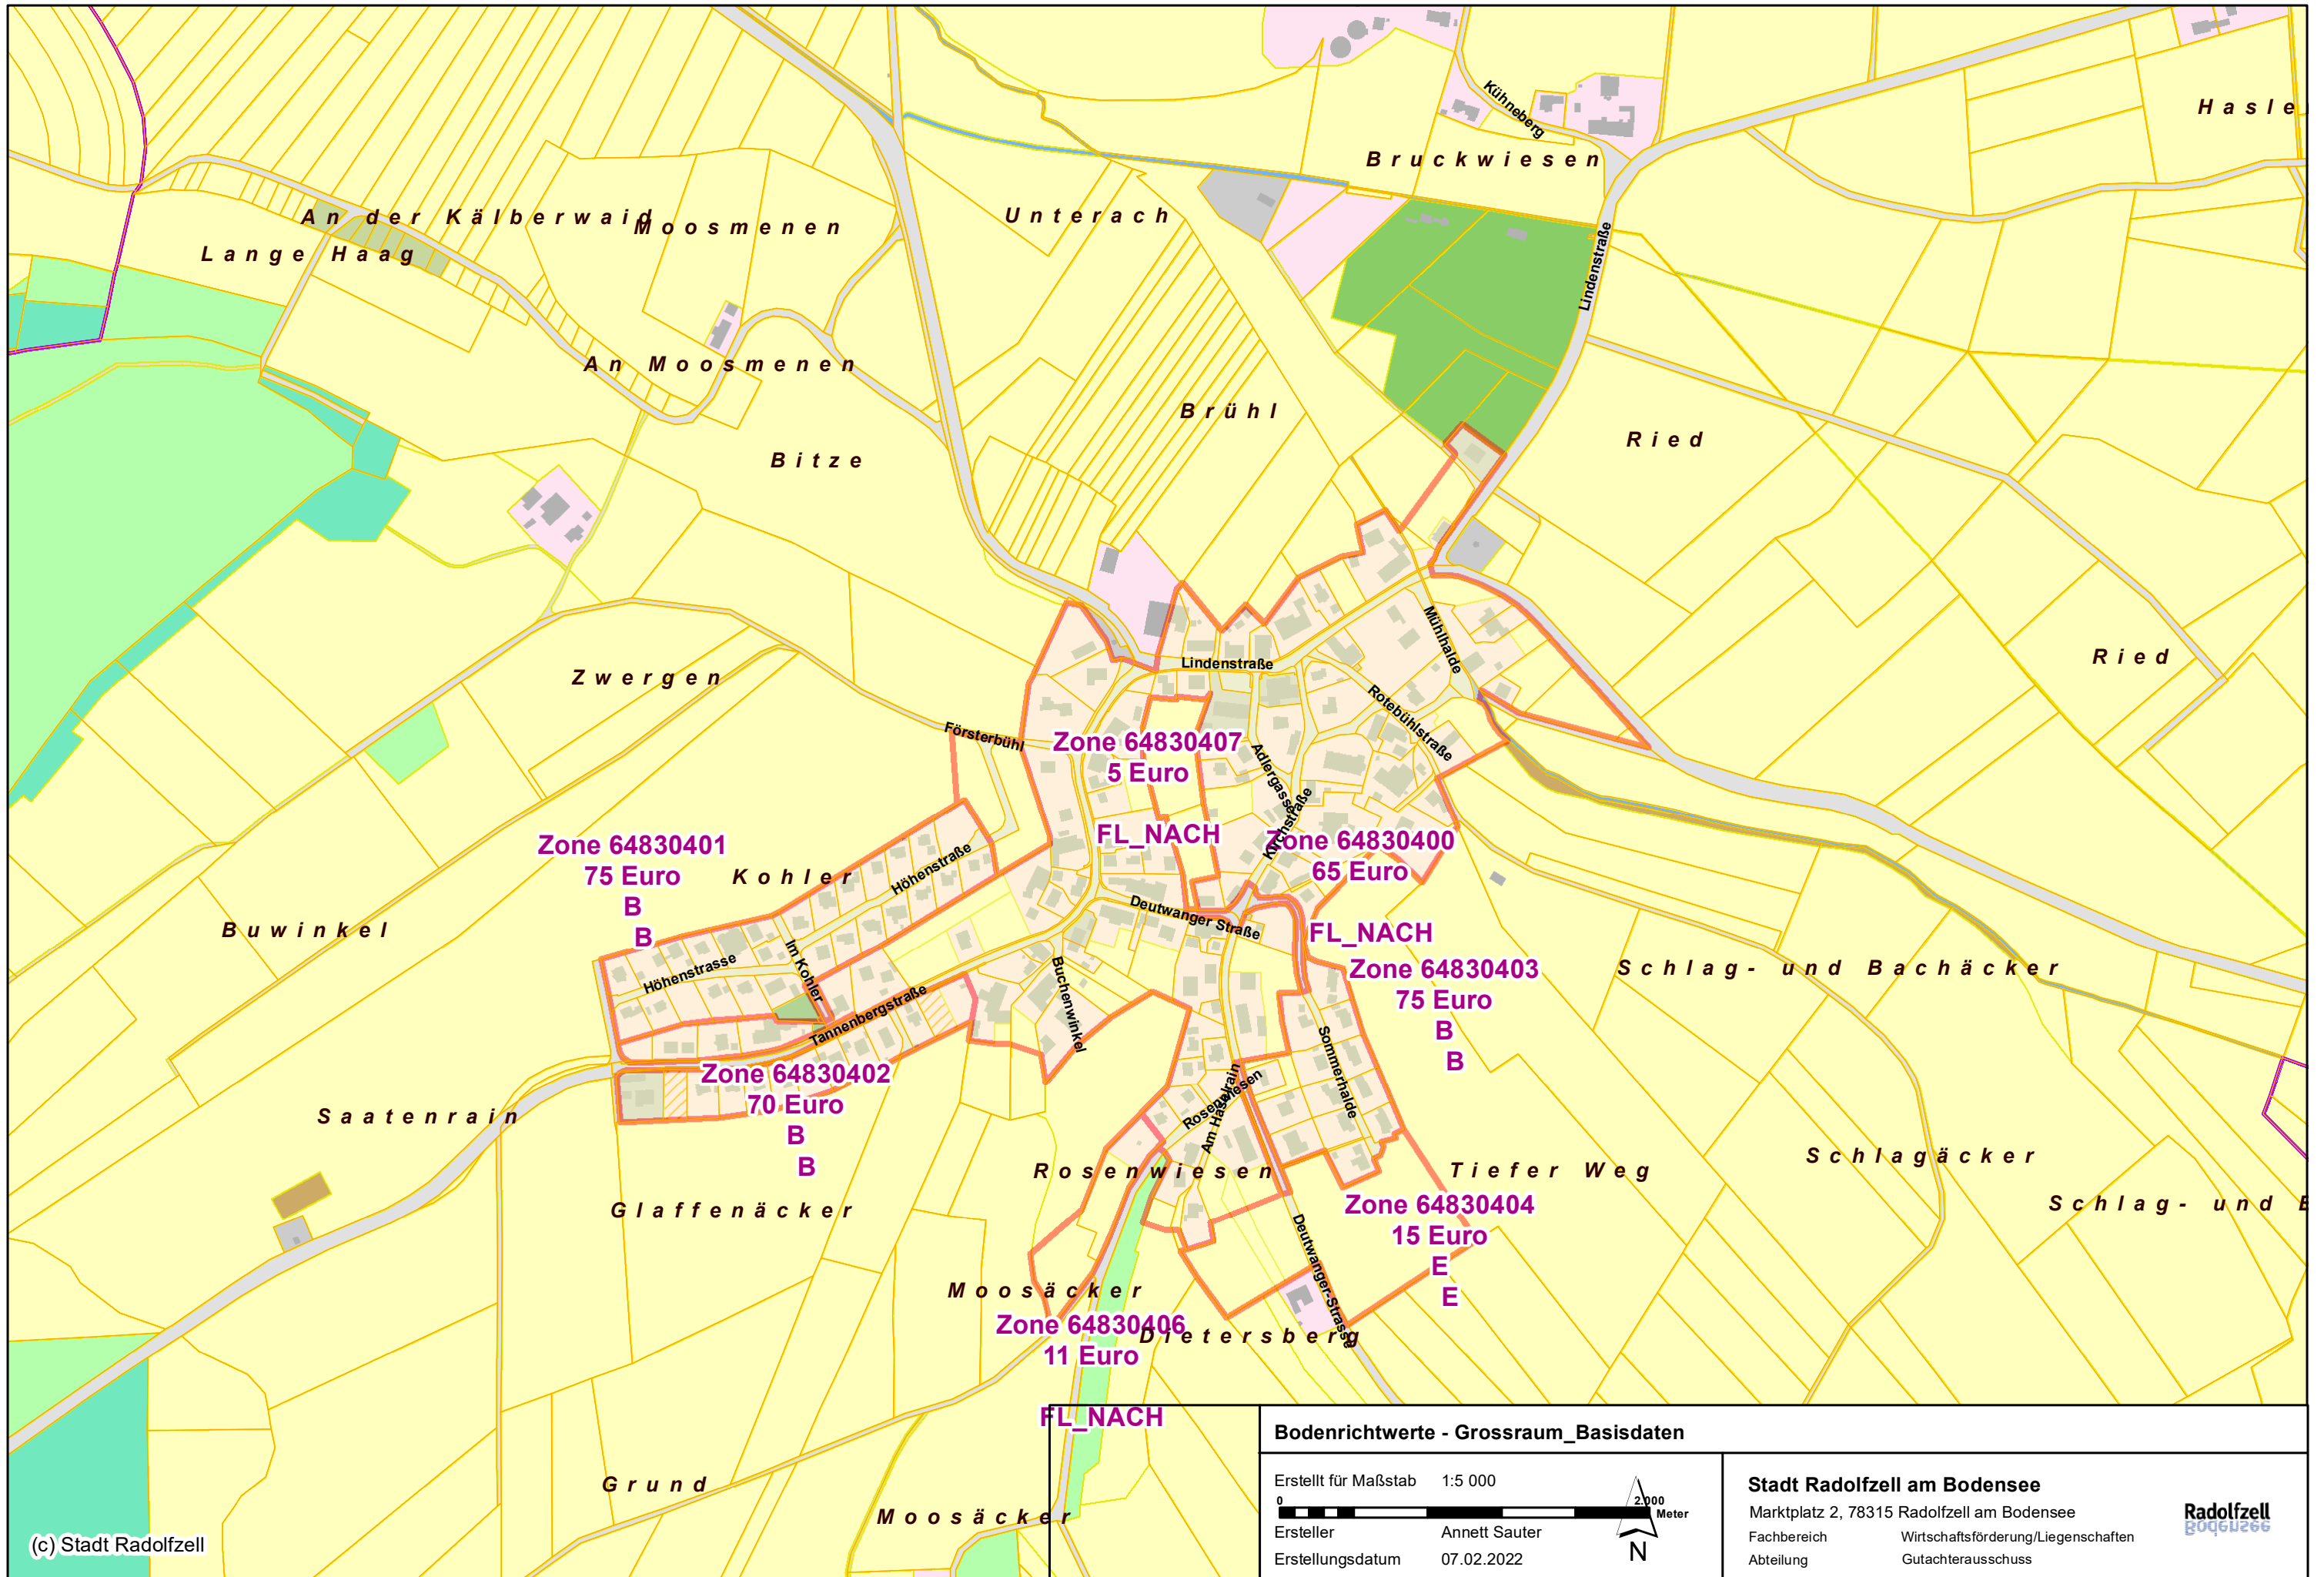 Kühneberg
Hasle
Bruckwiesen
An der Kälberwaid
Moosmenen
Unterach
Lange Haag
Lindenstraße
An Moosmenen
Brühl
Ried
Bitze
Mühlhalde
Lindenstraße
Ried
Zwergen
Rotebühlstraße
Försterbühl
Zone 64830407
5 Euro
Adlergasse
Kirchstraße
FL_NACH
Zone 64830400
65 Euro
Zone 64830401
75 Euro
B
B
Kohler
Höhenstraße
Buwinkel
Deutwanger Straße
FL_NACH
Im Kohler
Höhenstrasse
Buchenwinkel
Zone 64830403
75 Euro
B
B
Schlag- und Bachäcker
Tannenbergstraße
Sommerhalde
Zone 64830402
70 Euro
B
B
Saatenrain
Rosenwiesen
Rosenwiesen
Tiefer Weg
Schlagäcker
Glaffenäcker
Zone 64830404
15 Euro
E
E
Schlag- und B
Deutwanger-Strasse
Moosäcker
Zone 64830406
11 Euro
Dietersberg
FL_NACH
Grund
Moosäcker
(c) Stadt Radolfzell
Bodenrichtwerte - Grossraum_Basisdaten
Erstellt für Maßstab 1:5 000
0 2.000
Meter
Ersteller Annett Sauter
Erstellungsdatum 07.02.2022
N
Stadt Radolfzell am Bodensee
Marktplatz 2, 78315 Radolfzell am Bodensee
Fachbereich Wirtschaftsförderung/Liegenschaften
Abteilung Gutachterausschuss
Radolfzell
Bodensee